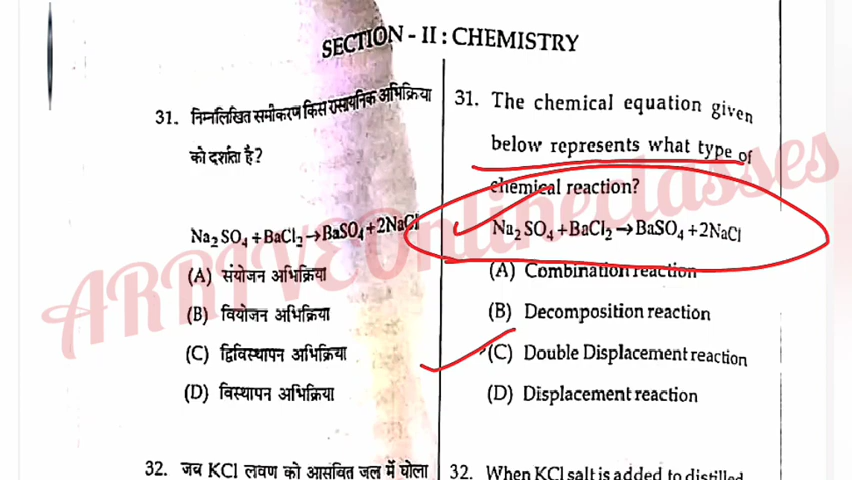 SECTION - II : CHEMISTRY
31. निम्नलिखित समीकरण किस रासायनिक अभिक्रिया
को दर्शाता है?
Na₂SO₄+BaCl₂→BaSO₄+2NaCl
(A) संयोजन अभिक्रिया
(B) वियोजन अभिक्रिया
(C) द्विविस्थापन अभिक्रिया
(D) विस्थापन अभिक्रिया
32. जब KCl लवण को आसवित जल में घोला
31. The chemical equation given
below represents what type of
chemical reaction?
Na₂SO₄+BaCl₂→BaSO₄+2NaCl
(A) Combination reaction
(B) Decomposition reaction
(C) Double Displacement reaction
(D) Displacement reaction
32. When KCl salt is added to distilled
ARRIVEOnlineclasses